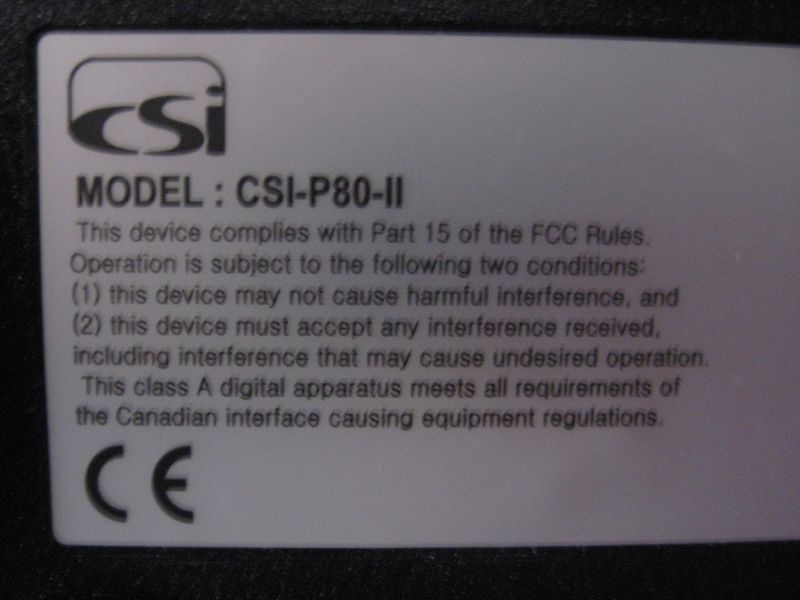 CSi
MODEL : CSI-P80-II
This device complies with Part 15 of the FCC Rules.
Operation is subject to the following two conditions:
(1) this device may not cause harmful interference, and
(2) this device must accept any interference received,
including interference that may cause undesired operation.
This class A digital apparatus meets all requirements of
the Canadian interface causing equipment regulations.
CE